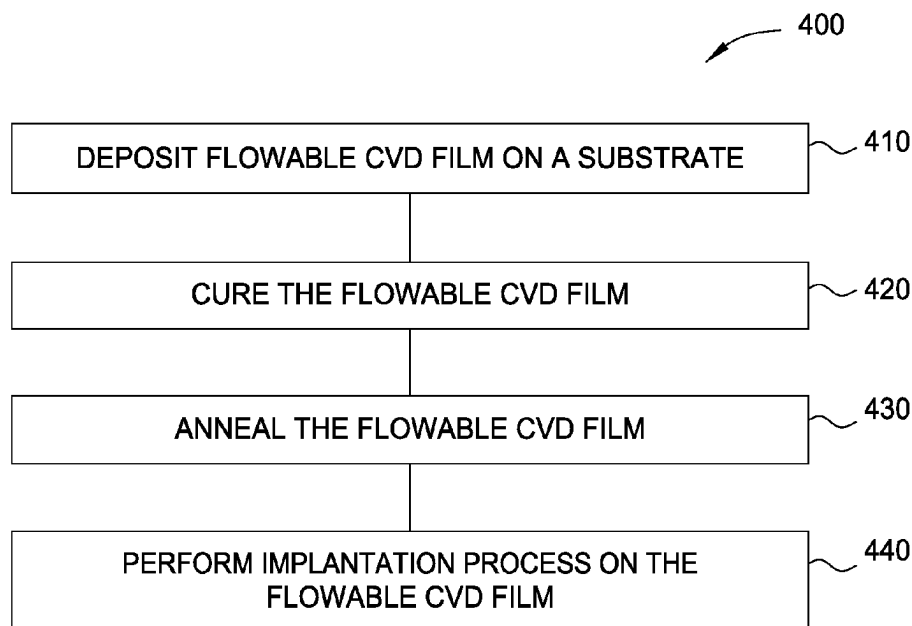 400
DEPOSIT FLOWABLE CVD FILM ON A SUBSTRATE
410
CURE THE FLOWABLE CVD FILM
420
ANNEAL THE FLOWABLE CVD FILM
430
PERFORM IMPLANTATION PROCESS ON THE
FLOWABLE CVD FILM
440